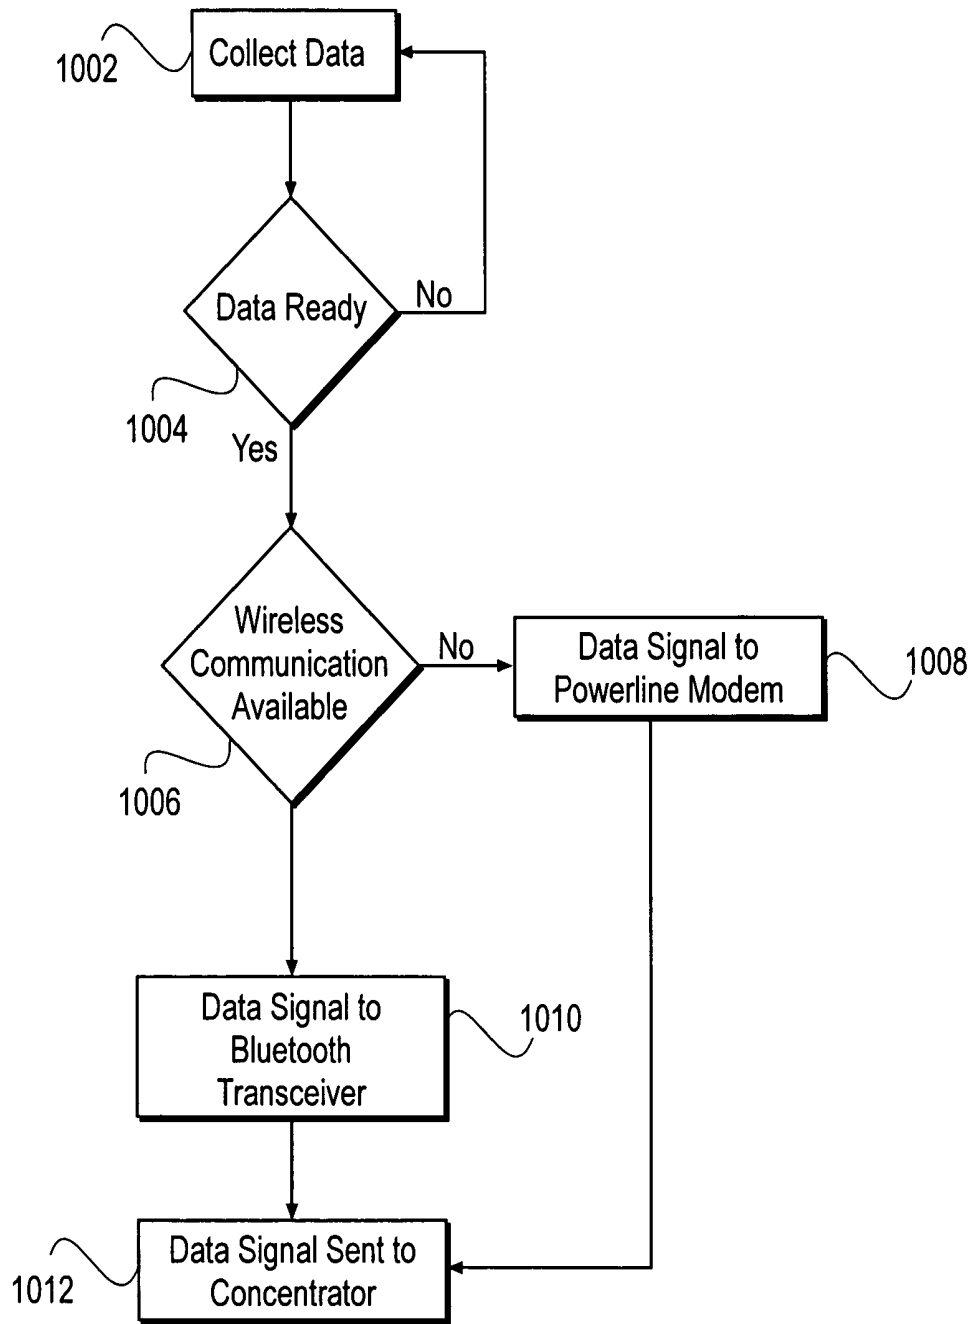 Collect Data
1002
Data Ready
No
1004
Yes
Wireless
Communication
Available
No
1006
Data Signal to
Powerline Modem
1008
Data Signal to
Bluetooth
Transceiver
1010
Data Signal Sent to
Concentrator
1012